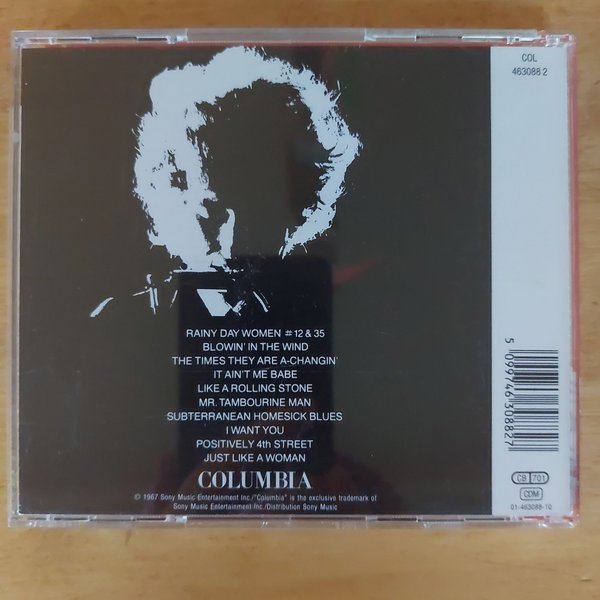 COL
463088 2
RAINY DAY WOMEN #12 & 35
BLOWIN' IN THE WIND
THE TIMES THEY ARE A-CHANGIN'
IT AIN'T ME BABE
LIKE A ROLLING STONE
MR. TAMBOURINE MAN
SUBTERRANEAN HOMESICK BLUES
I WANT YOU
POSITIVELY 4th STREET
JUST LIKE A WOMAN
COLUMBIA
© 1967 Sony Music Entertainment Inc./"Columbia" is the exclusive trademark of
Sony Music Entertainment Inc./Distribution Sony Music
5 099746 308827
CB 701
CDM
01-463088-10